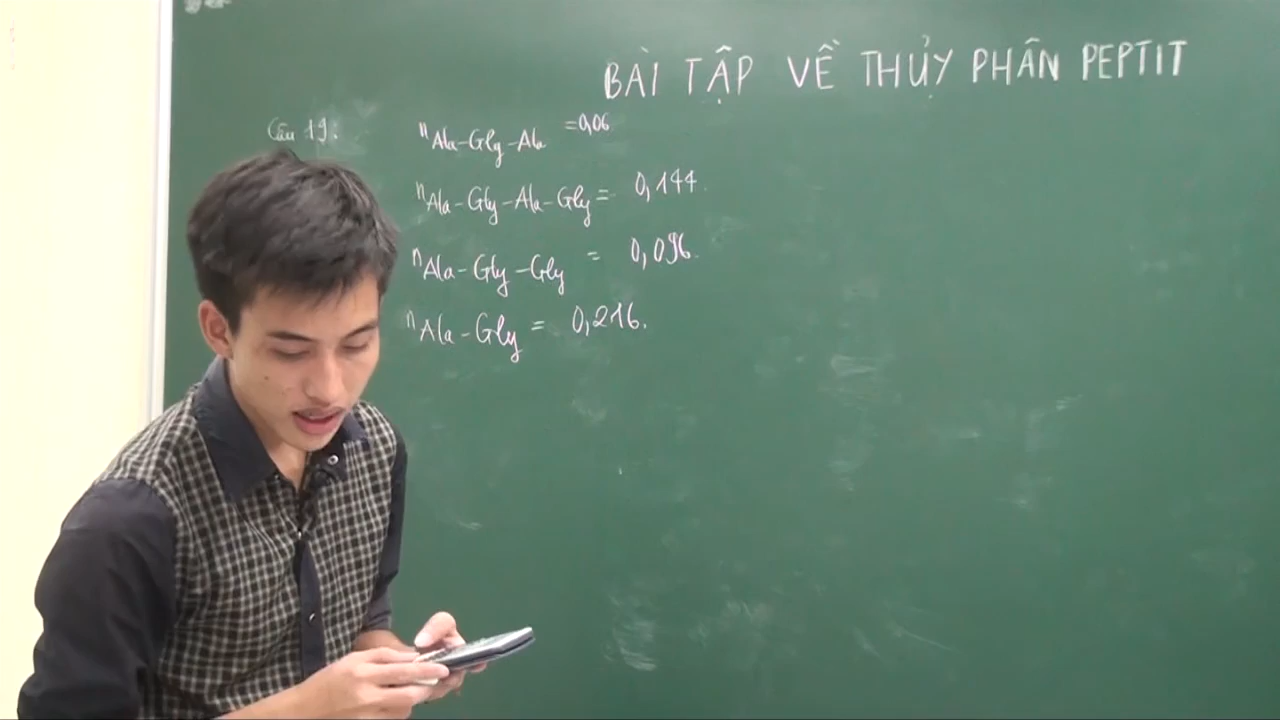 BÀI TẬP VỀ THỦY PHÂN PEPTIT
Câu 19:
nAla-Gly-Ala = 0,06
nAla-Gly-Ala-Gly = 0,144.
nAla-Gly-Gly = 0,096.
nAla-Gly = 0,216.